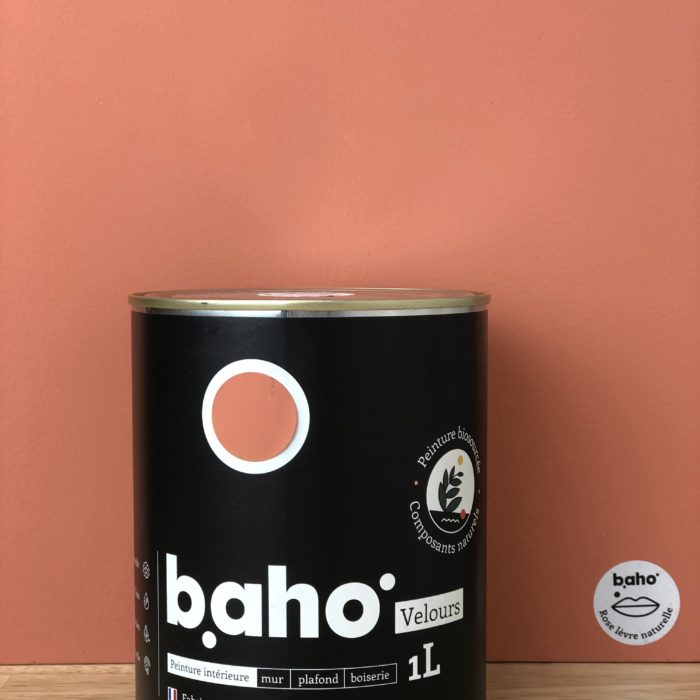 Peinture biosourcée
Composants naturels
baho
Velours
Peinture intérieure mur plafond boiserie 1L
baho
Rose lèvre naturelle